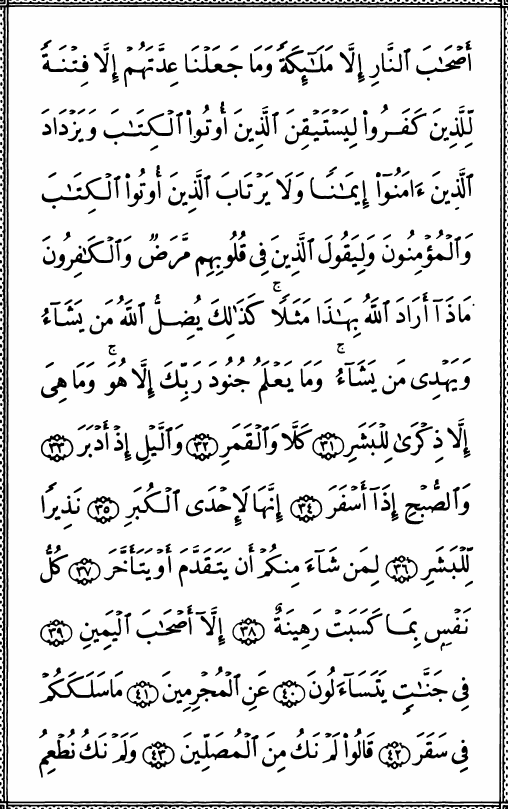 أَصْحَٰبَ ٱلنَّارِ إِلَّا مَلَٰٓئِكَةً وَمَا جَعَلْنَا عِدَّتَهُمْ إِلَّا فِتْنَةً
لِّلَّذِينَ كَفَرُوا۟ لِيَسْتَيْقِنَ ٱلَّذِينَ أُوتُوا۟ ٱلْكِتَٰبَ وَيَزْدَادَ
ٱلَّذِينَ ءَامَنُوٓا۟ إِيمَٰنًا وَلَا يَرْتَابَ ٱلَّذِينَ أُوتُوا۟ ٱلْكِتَٰبَ
وَٱلْمُؤْمِنُونَ وَلِيَقُولَ ٱلَّذِينَ فِى قُلُوبِهِم مَّرَضٌ وَٱلْكَٰفِرُونَ
مَاذَآ أَرَادَ ٱللَّهُ بِهَٰذَا مَثَلًا ۚ كَذَٰلِكَ يُضِلُّ ٱللَّهُ مَن يَشَآءُ
وَيَهْدِى مَن يَشَآءُ ۚ وَمَا يَعْلَمُ جُنُودَ رَبِّكَ إِلَّا هُوَ ۚ وَمَا هِىَ
إِلَّا ذِكْرَىٰ لِلْبَشَرِ ٣١ كَلَّا وَٱلْقَمَرِ ٣٢ وَٱلَّيْلِ إِذْ أَدْبَرَ ٣٣
وَٱلصُّبْحِ إِذَآ أَسْفَرَ ٣٤ إِنَّهَا لَإِحْدَى ٱلْكُبَرِ ٣٥ نَذِيرًا
لِّلْبَشَرِ ٣٦ لِمَن شَآءَ مِنكُمْ أَن يَتَقَدَّمَ أَوْ يَتَأَخَّرَ ٣٧ كُلُّ
نَفْسٍۭ بِمَا كَسَبَتْ رَهِينَةٌ ٣٨ إِلَّآ أَصْحَٰبَ ٱلْيَمِينِ ٣٩
فِى جَنَّٰتٍ يَتَسَآءَلُونَ ٤٠ عَنِ ٱلْمُجْرِمِينَ ٤١ مَا سَلَكَكُمْ
فِى سَقَرَ ٤٢ قَالُوا۟ لَمْ نَكُ مِنَ ٱلْمُصَلِّينَ ٤٣ وَلَمْ نَكُ نُطْعِمُ